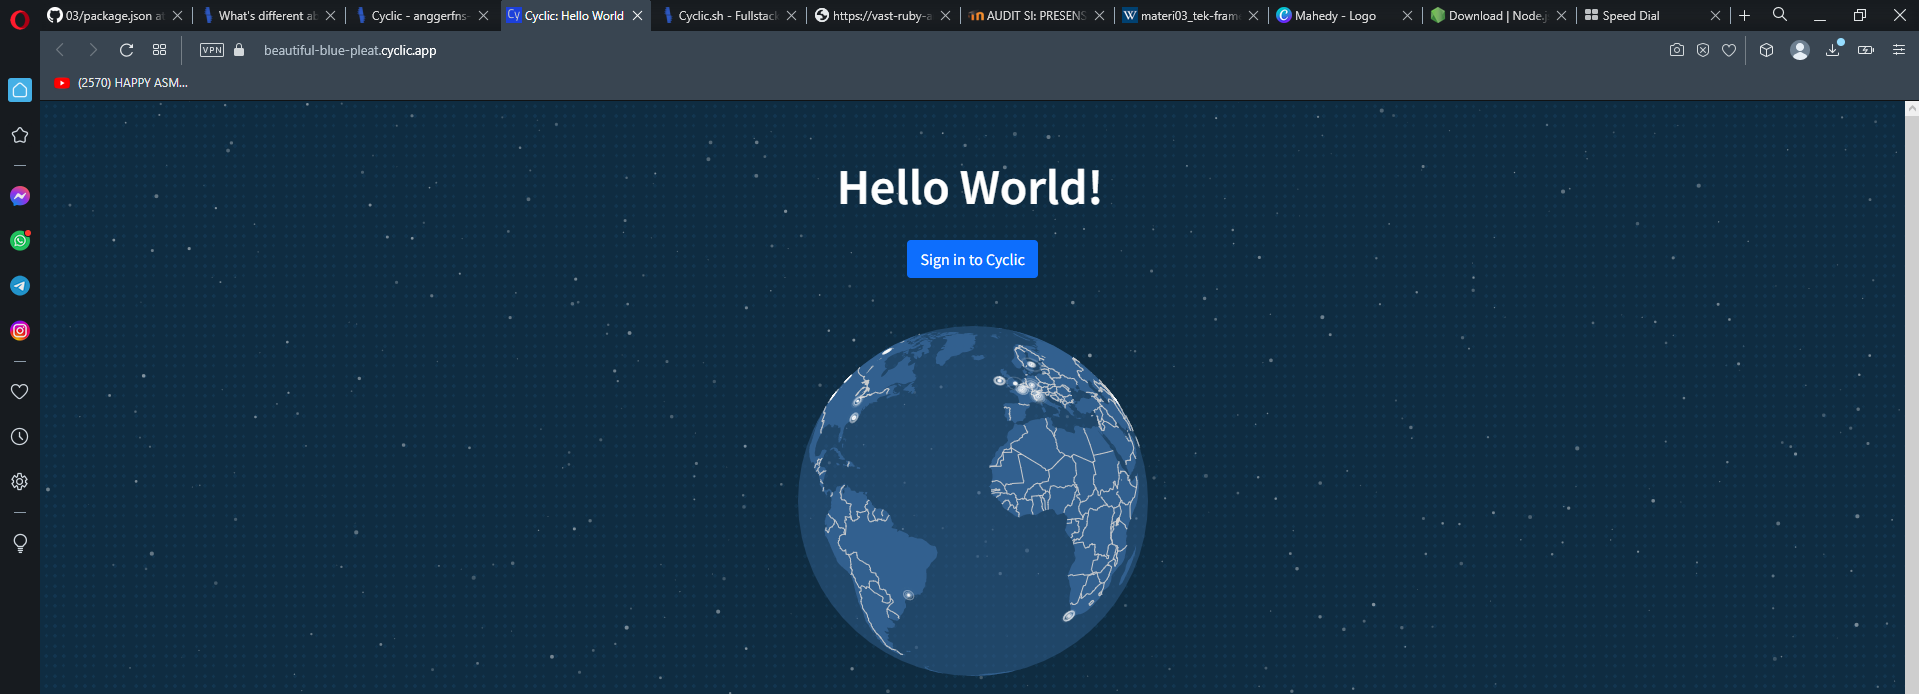 03/package.json at
What's different ab
Cyclic - anggerfns-
Cyclic: Hello World
Cyclic.sh - Fullstack
https://vast-ruby-a
AUDIT SI: PRESENS
materi03_tek-frame
Mahedy - Logo
Download | Node.js
Speed Dial
VPN
beautiful-blue-pleat.cyclic.app
(2570) HAPPY ASM...
Hello World!
Sign in to Cyclic